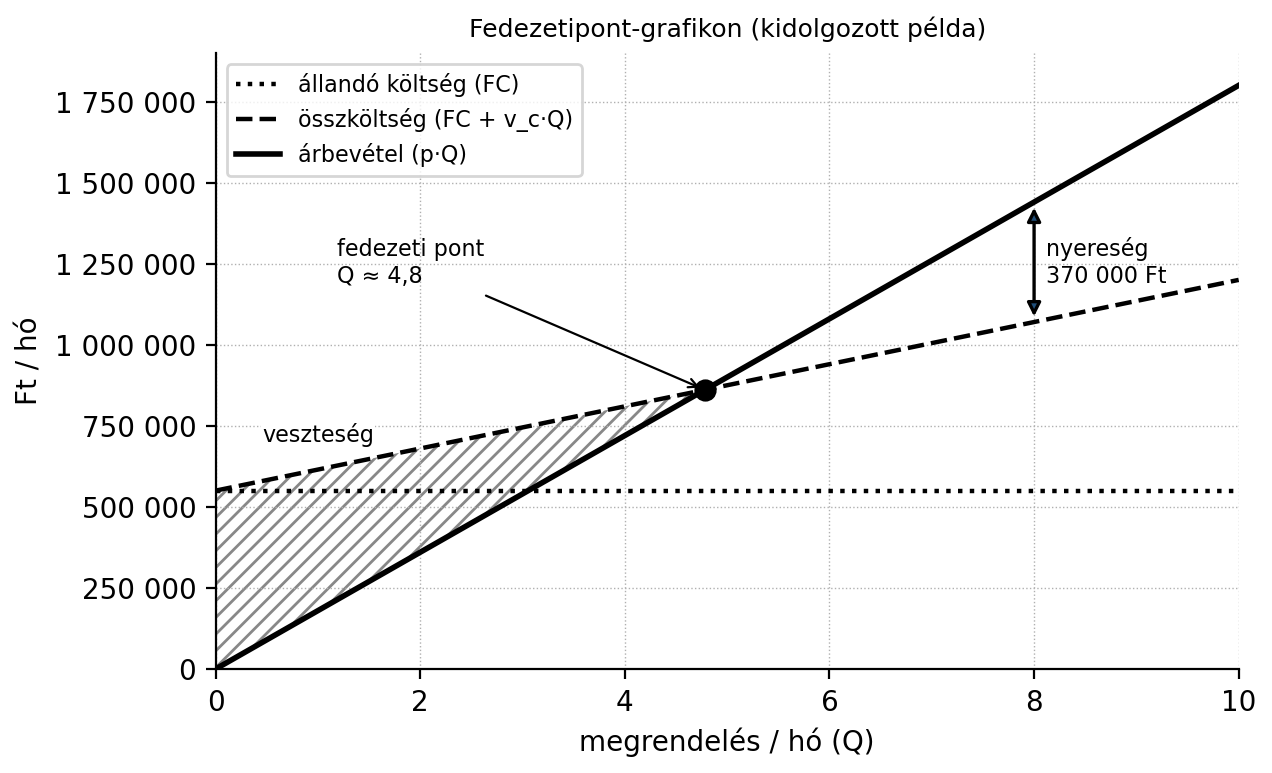 Fedezetipont-grafikon (kidolgozott példa)
állandó költség (FC)
összköltség (FC + v_c·Q)
árbevétel (p·Q)
1 750 000
1 500 000
1 250 000
1 000 000
750 000
500 000
250 000
0
Ft / hó
fedezeti pont
Q ≈ 4,8
nyereség
370 000 Ft
veszteség
0 2 4 6 8 10
megrendelés / hó (Q)